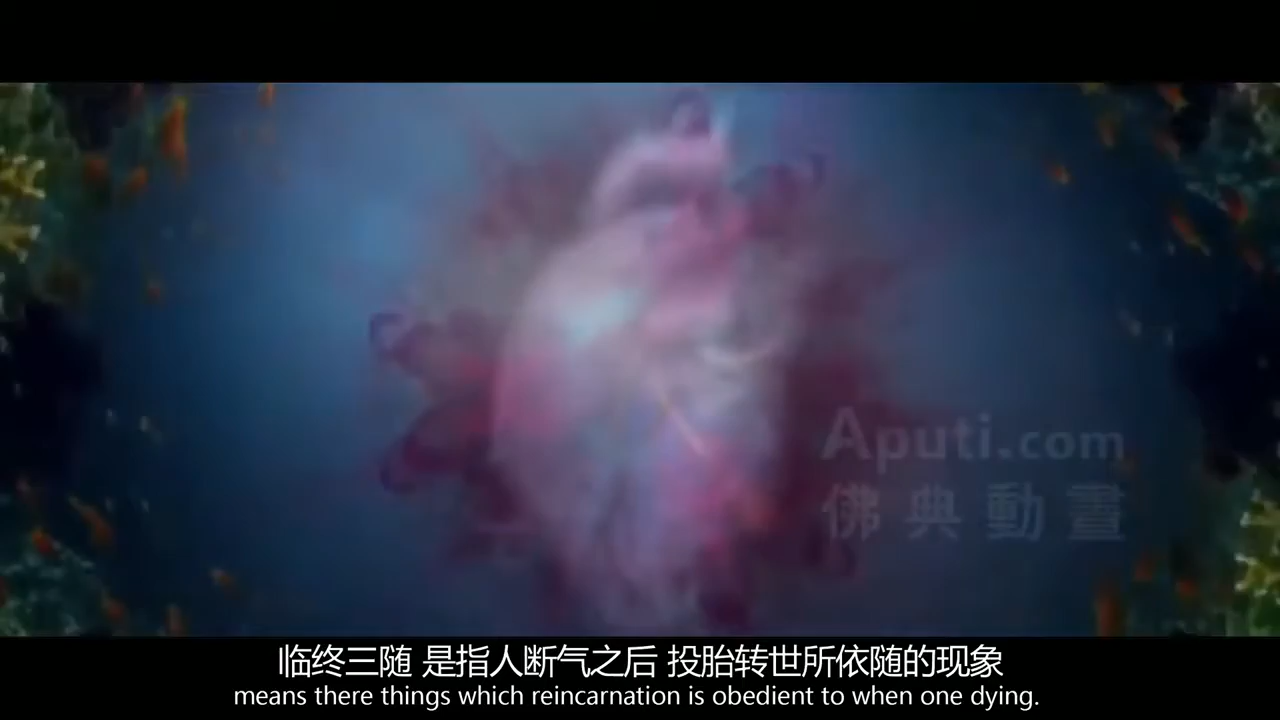 Aputi.com
佛典動畫
临终三随 是指人断气之后 投胎转世所依随的现象
means there things which reincarnation is obedient to when one dying.